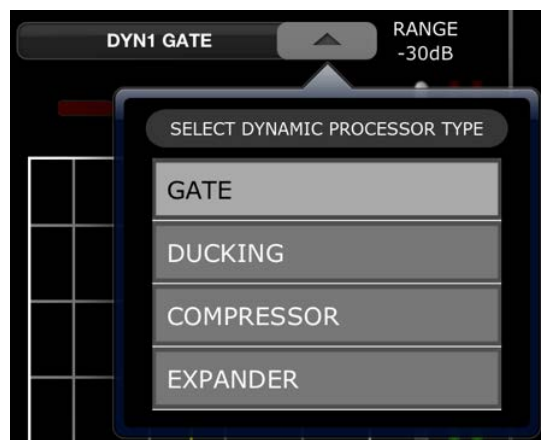 DYN1 GATE
RANGE
-30dB
SELECT DYNAMIC PROCESSOR TYPE
GATE
DUCKING
COMPRESSOR
EXPANDER